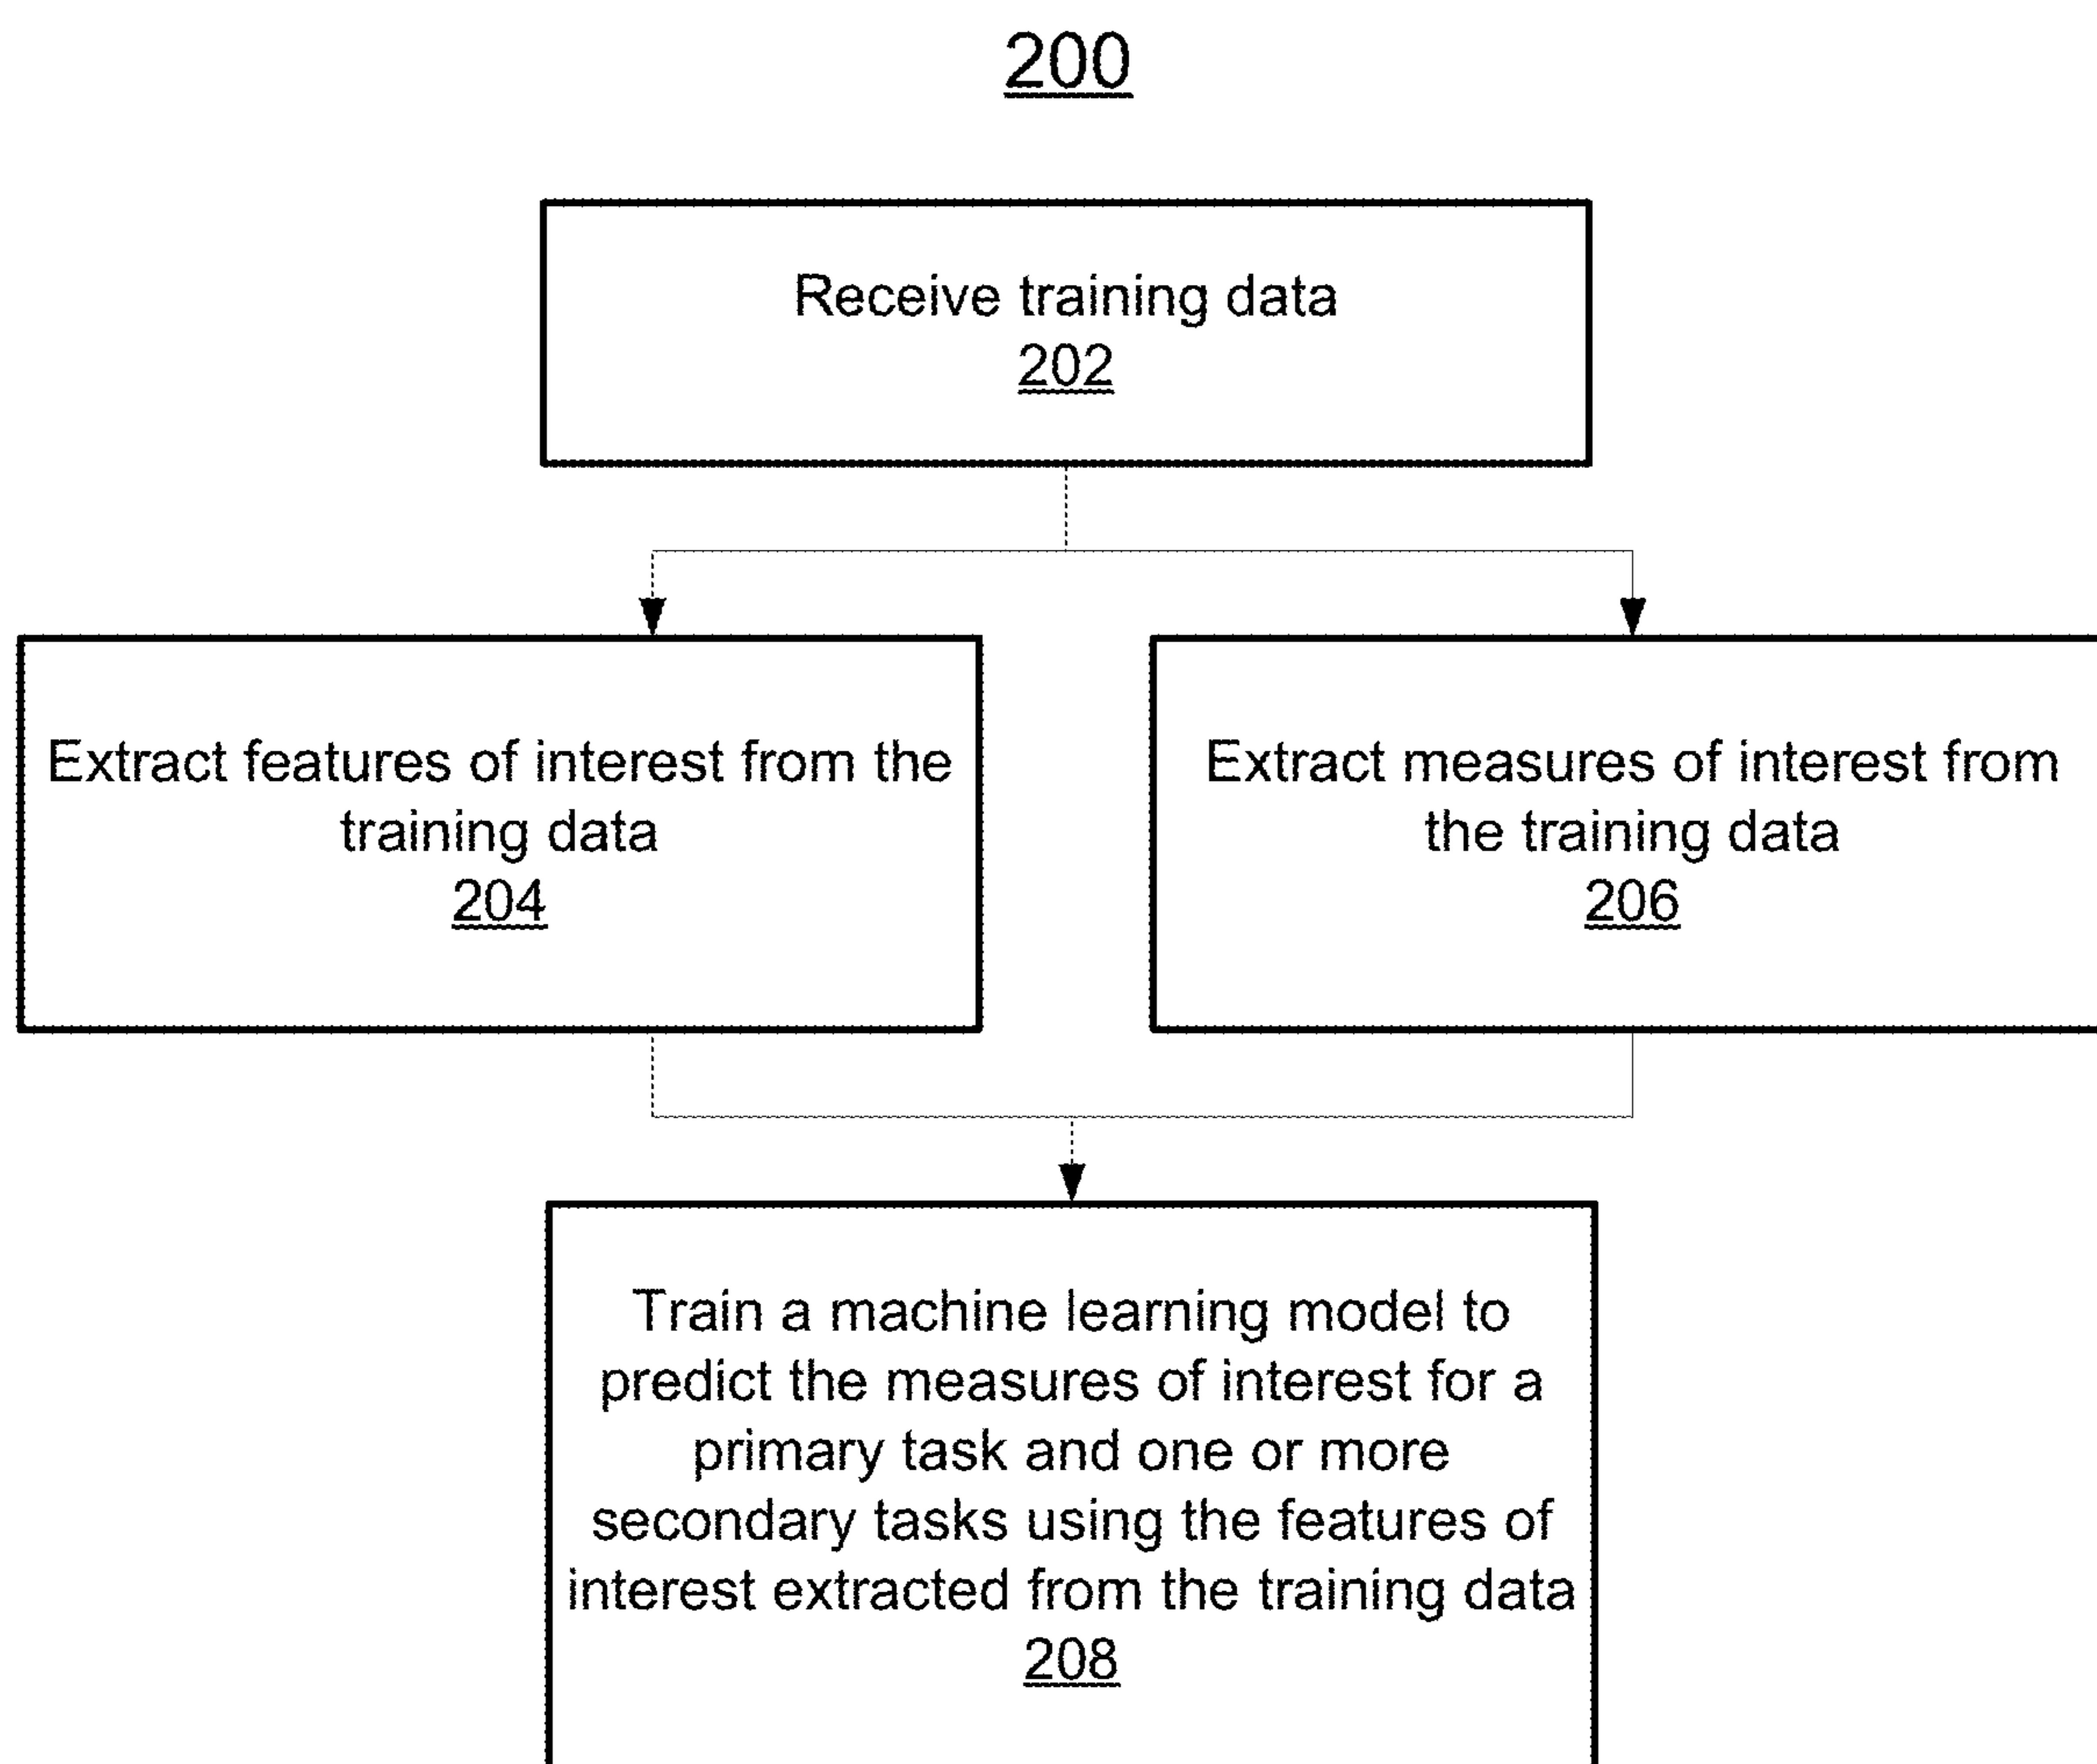 200
Receive training data
202
Extract features of interest from the
training data
204
Extract measures of interest from
the training data
206
Train a machine learning model to
predict the measures of interest for a
primary task and one or more
secondary tasks using the features of
interest extracted from the training data
208